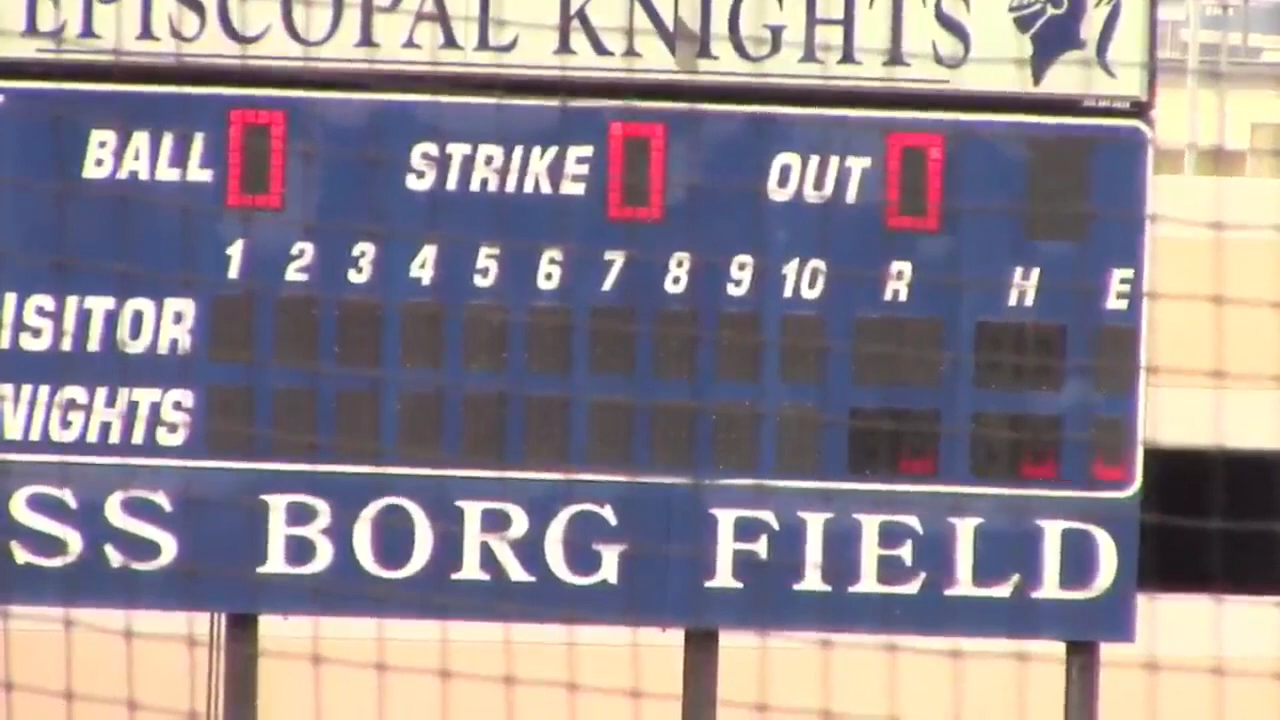 EPISCOPAL KNIGHTS
BALL 0 STRIKE 0 OUT 0
1 2 3 4 5 6 7 8 9 10 R H E
ISITOR
NIGHTS
SS BORG FIELD